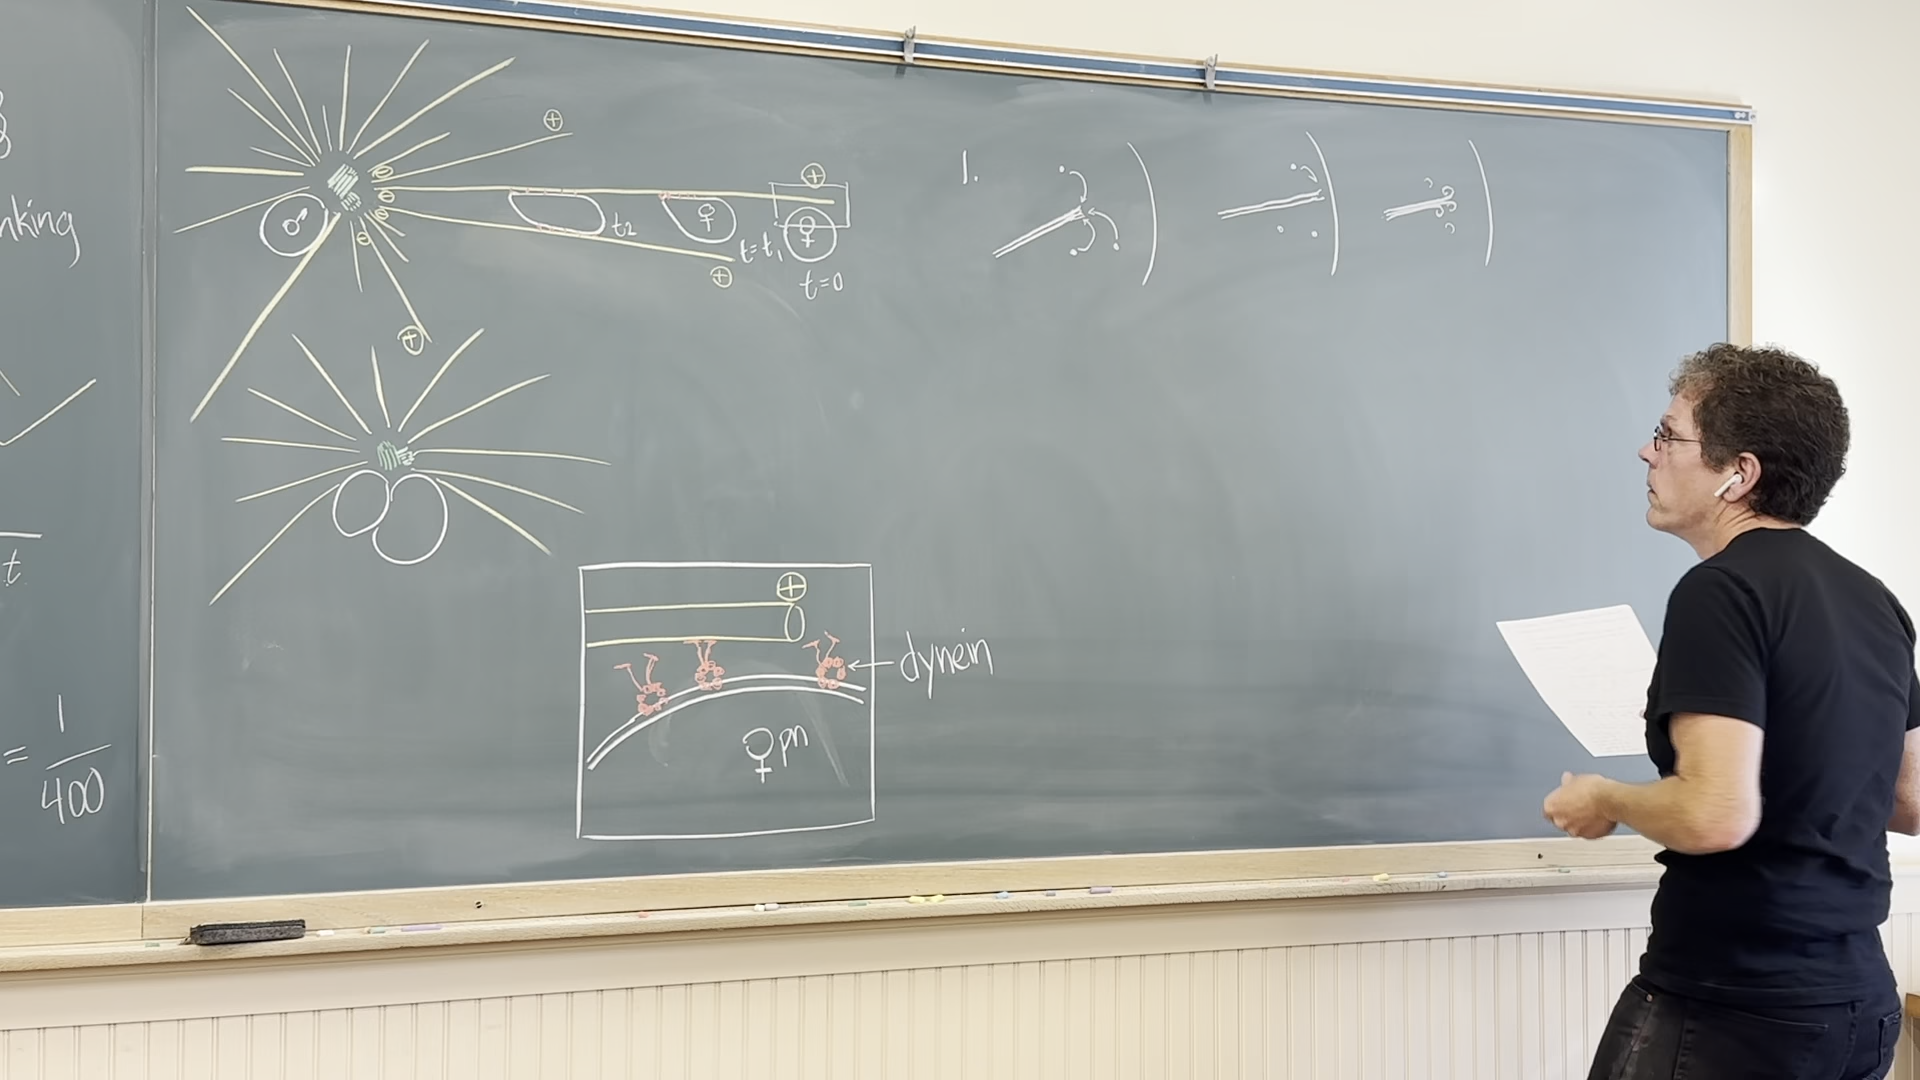 nking
t
= 1/400
⊕
⊖
⊖
⊖
⊖
⊖
♂
t2
♀
t=t1
⊕
♀
t=0
⊕
⊕
1.
⊕
dynein
♀pn